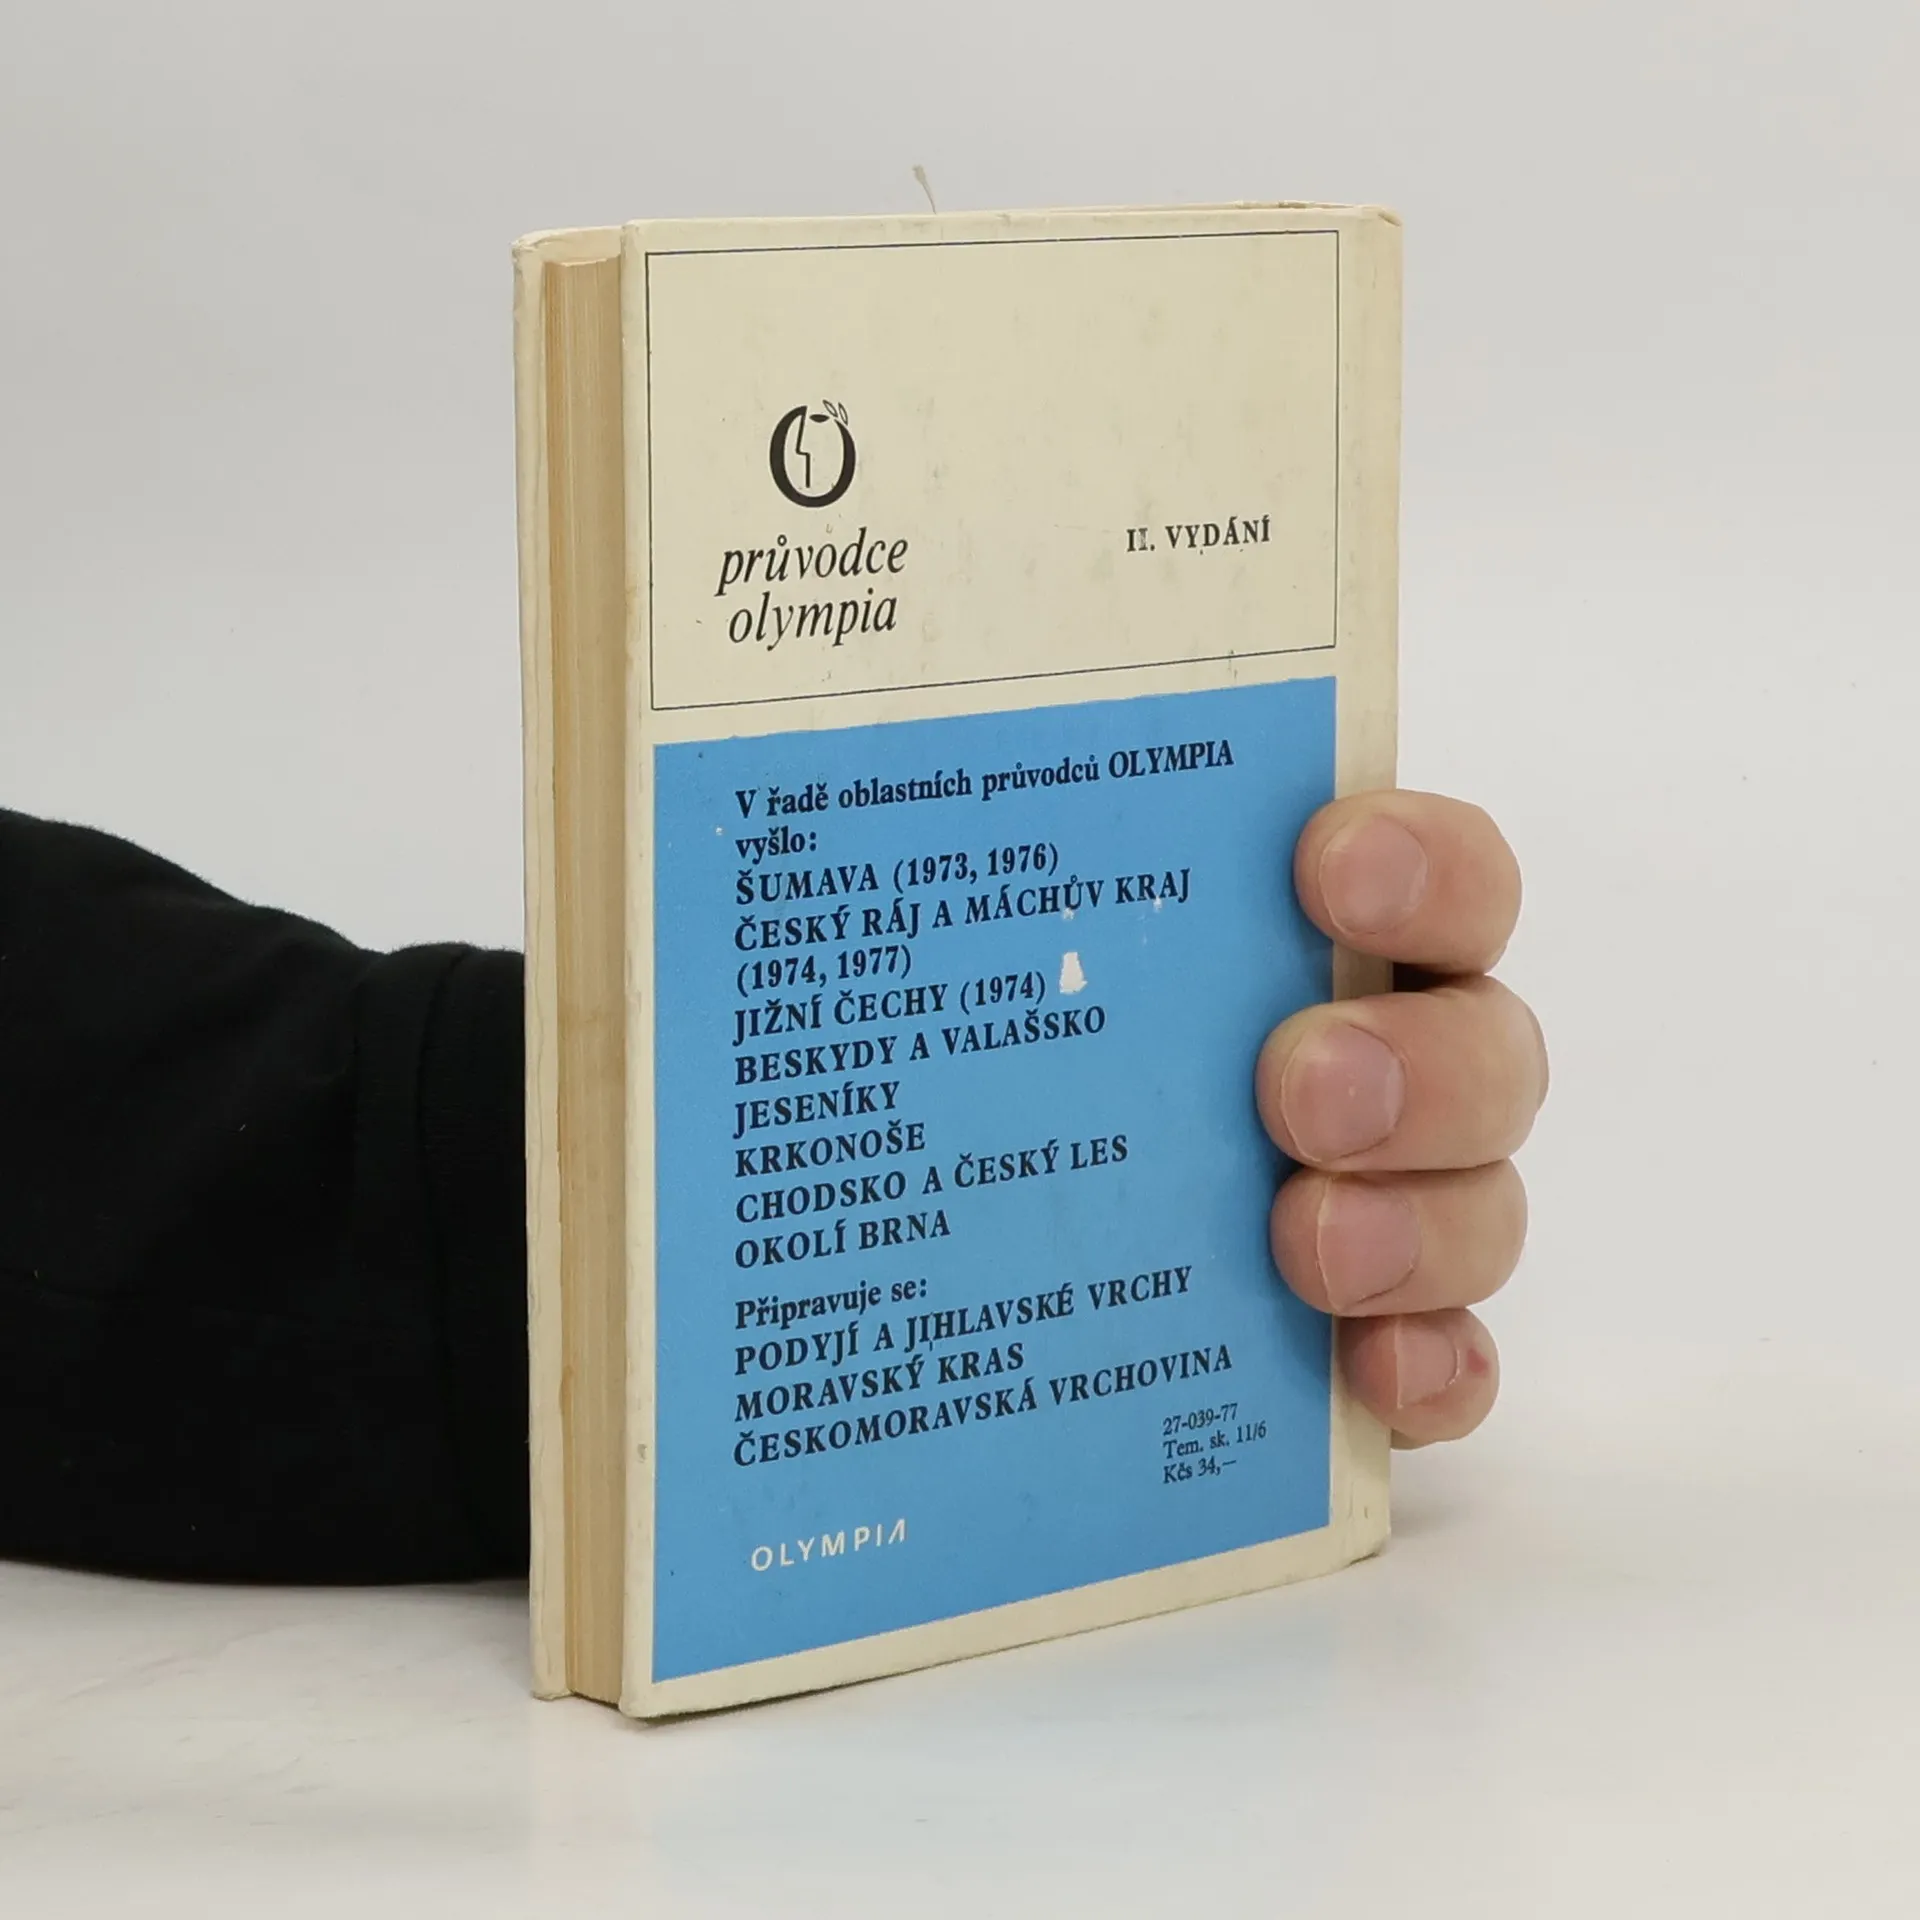 průvodce
olympia
II. VYDÁNÍ
V řadě oblastních průvodců OLYMPIA
vyšlo:
ŠUMAVA (1973, 1976)
ČESKÝ RÁJ A MÁCHŮV KRAJ
(1974, 1977)
JIŽNÍ ČECHY (1974)
BESKYDY A VALAŠSKO
JESENÍKY
KRKONOŠE
CHODSKO A ČESKÝ LES
OKOLÍ BRNA
Připravuje se:
PODYJÍ A JIHLAVSKÉ VRCHY
MORAVSKÝ KRAS
ČESKOMORAVSKÁ VRCHOVINA
27-039-77
Tem. sk. 11/6
Kčs 34,—
OLYMPIA